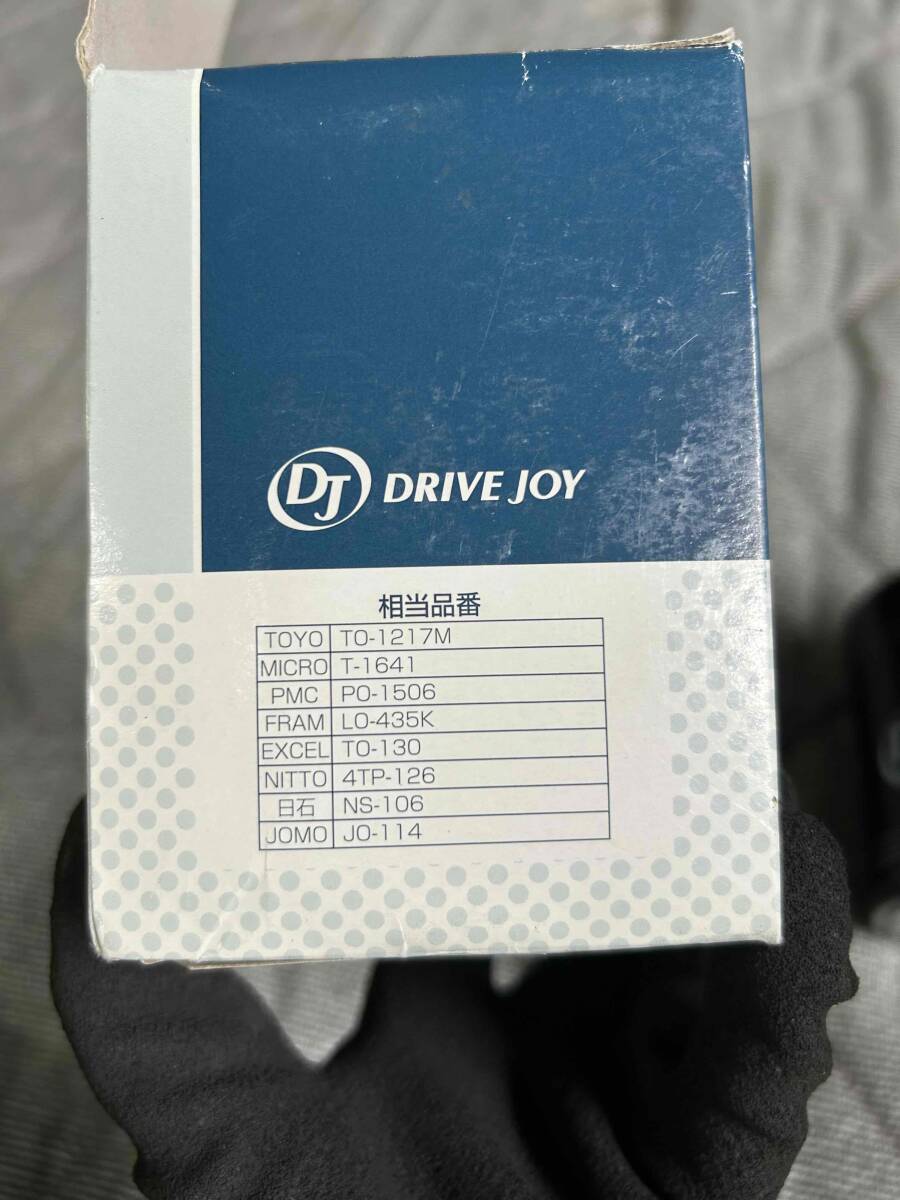 DJ DRIVE JOY
相当品番
TOYO TO-1217M
MICRO T-1641
PMC PO-1506
FRAM LO-435K
EXCEL TO-130
NITTO 4TP-126
日石 NS-106
JOMO JO-114